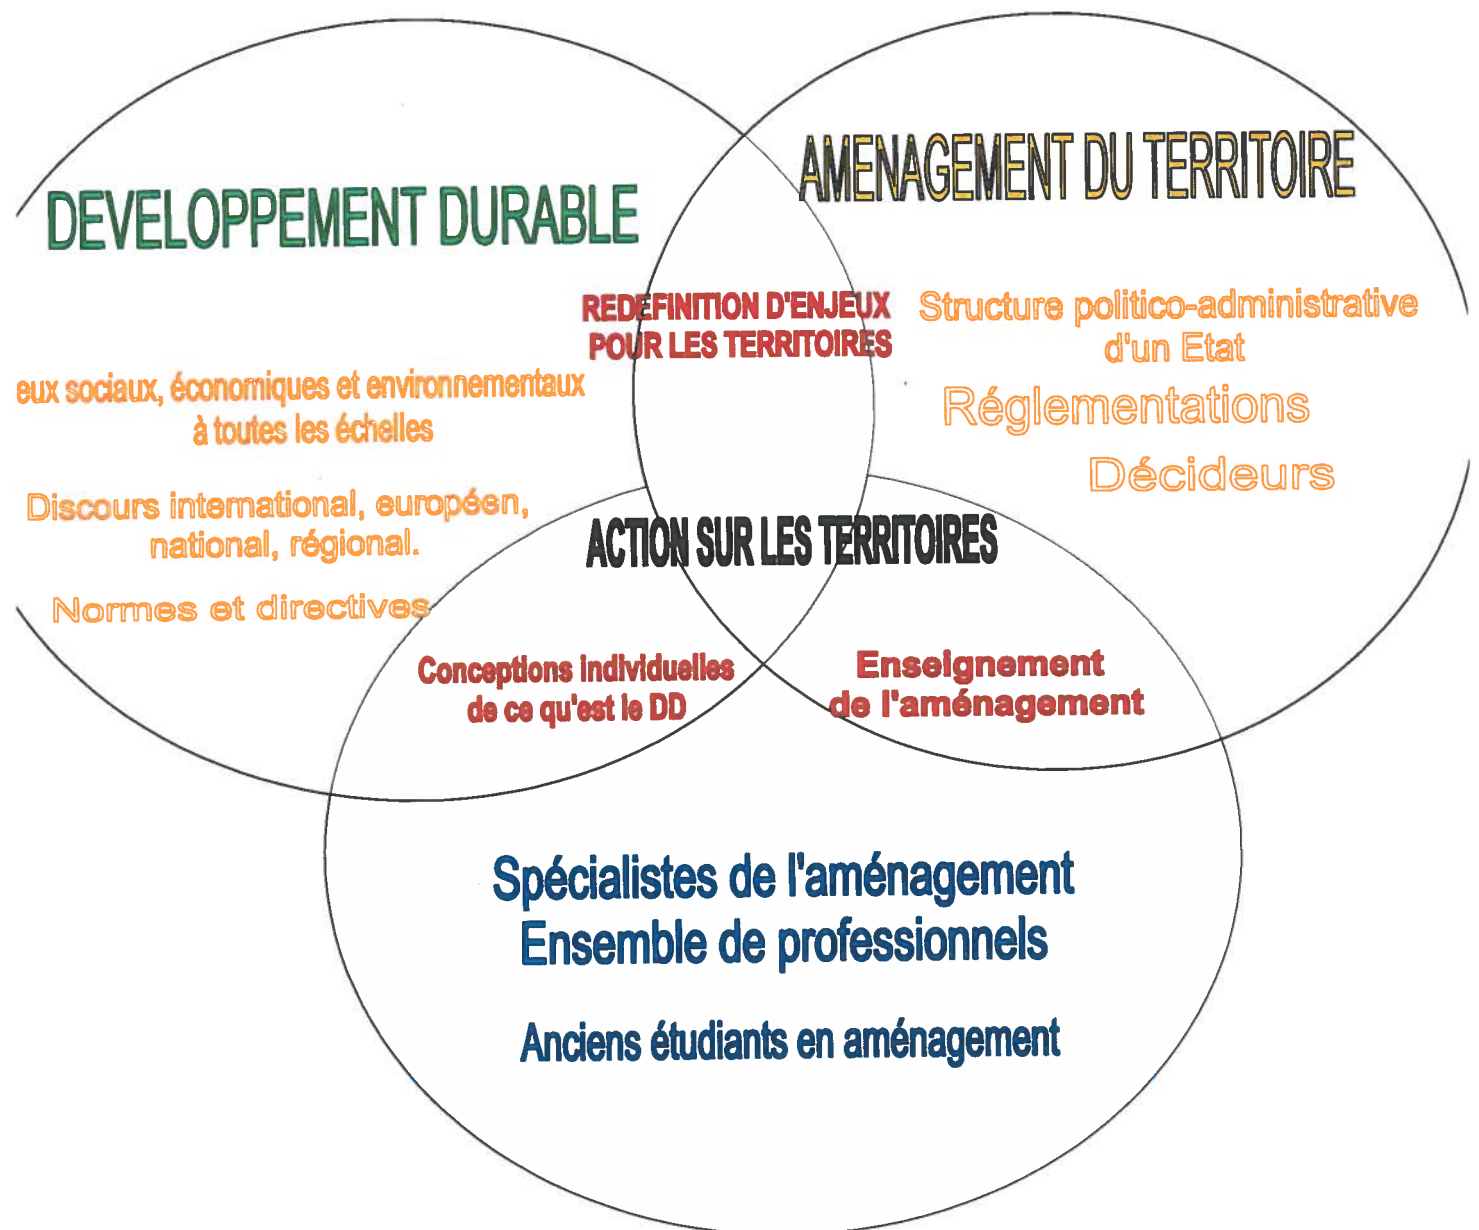 DEVELOPPEMENT DURABLE
eux sociaux, économiques et environnementaux
à toutes les échelles
Discours international, européen,
national, régional.
Normes et directives
AMENAGEMENT DU TERRITOIRE
Structure politico-administrative
d'un Etat
Réglementations
Décideurs
REDEFINITION D'ENJEUX
POUR LES TERRITOIRES
ACTION SUR LES TERRITOIRES
Conceptions individuelles
de ce qu'est le DD
Enseignement
de l'aménagement
Spécialistes de l'aménagement
Ensemble de professionnels
Anciens étudiants en aménagement